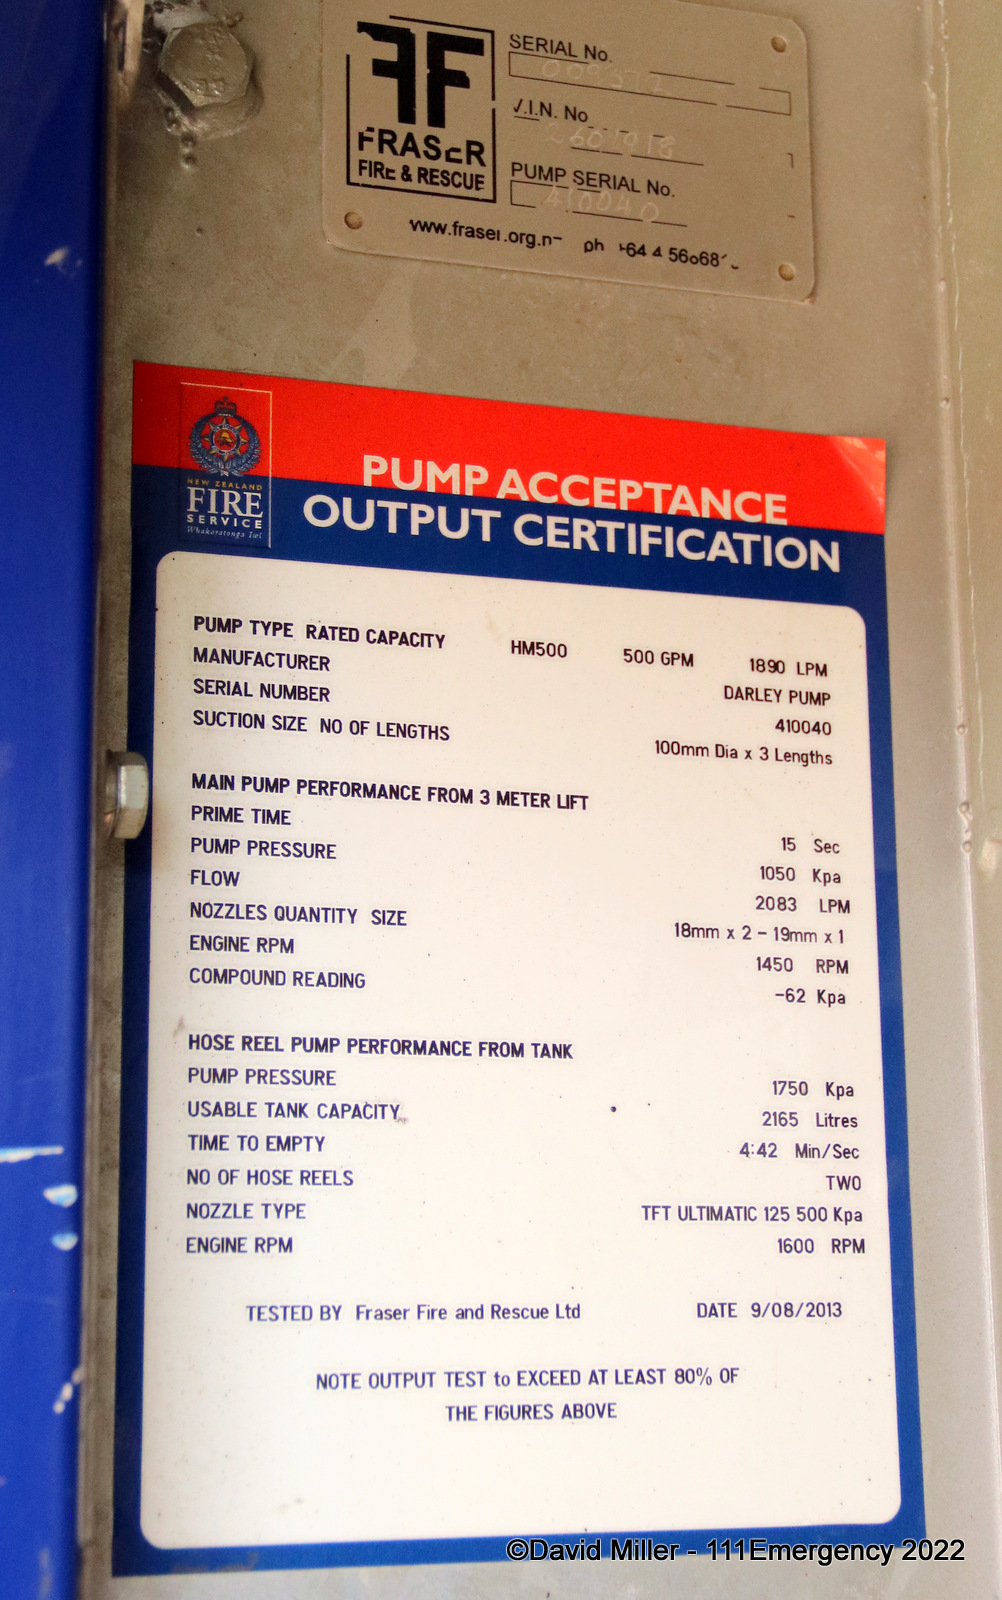 FF
FRASER
FIRE & RESCUE
SERIAL No.
V.I.N. No
PUMP SERIAL No.
410040
www.fraser.org.n
ph +64 4
NEW ZEALAND
FIRE
SERVICE
Whakaratonga Iwi
PUMP ACCEPTANCE
OUTPUT CERTIFICATION
PUMP TYPE RATED CAPACITY HM500 500 GPM 1890 LPM
MANUFACTURER DARLEY PUMP
SERIAL NUMBER 410040
SUCTION SIZE NO OF LENGTHS 100mm Dia x 3 Lengths
MAIN PUMP PERFORMANCE FROM 3 METER LIFT
PRIME TIME 15 Sec
PUMP PRESSURE 1050 Kpa
FLOW 2083 LPM
NOZZLES QUANTITY SIZE 18mm x 2 - 19mm x 1
ENGINE RPM 1450 RPM
COMPOUND READING -62 Kpa
HOSE REEL PUMP PERFORMANCE FROM TANK
PUMP PRESSURE 1750 Kpa
USABLE TANK CAPACITY 2165 Litres
TIME TO EMPTY 4:42 Min/Sec
NO OF HOSE REELS TWO
NOZZLE TYPE TFT ULTIMATIC 125 500 Kpa
ENGINE RPM 1600 RPM
TESTED BY Fraser Fire and Rescue Ltd DATE 9/08/2013
NOTE OUTPUT TEST to EXCEED AT LEAST 80% OF
THE FIGURES ABOVE
©David Miller - 111Emergency 2022